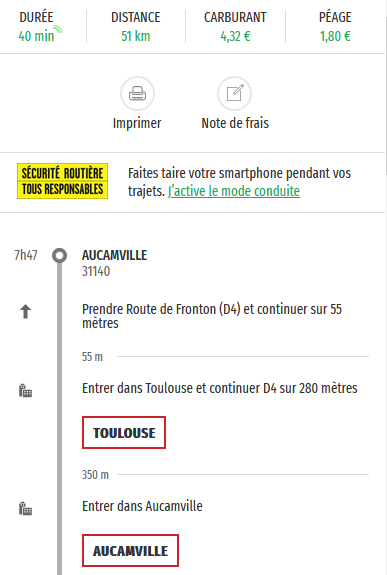 DURÉE DISTANCE CARBURANT PÉAGE
40 min 51 km 4,32 € 1,80 €
Imprimer Note de frais
SÉCURITÉ ROUTIÈRE
TOUS RESPONSABLES
Faites taire votre smartphone pendant vos
trajets. J'active le mode conduite
7h47 AUCAMVILLE
31140
Prendre Route de Fronton (D4) et continuer sur 55
mètres
55 m
Entrer dans Toulouse et continuer D4 sur 280 mètres
TOULOUSE
350 m
Entrer dans Aucamville
AUCAMVILLE